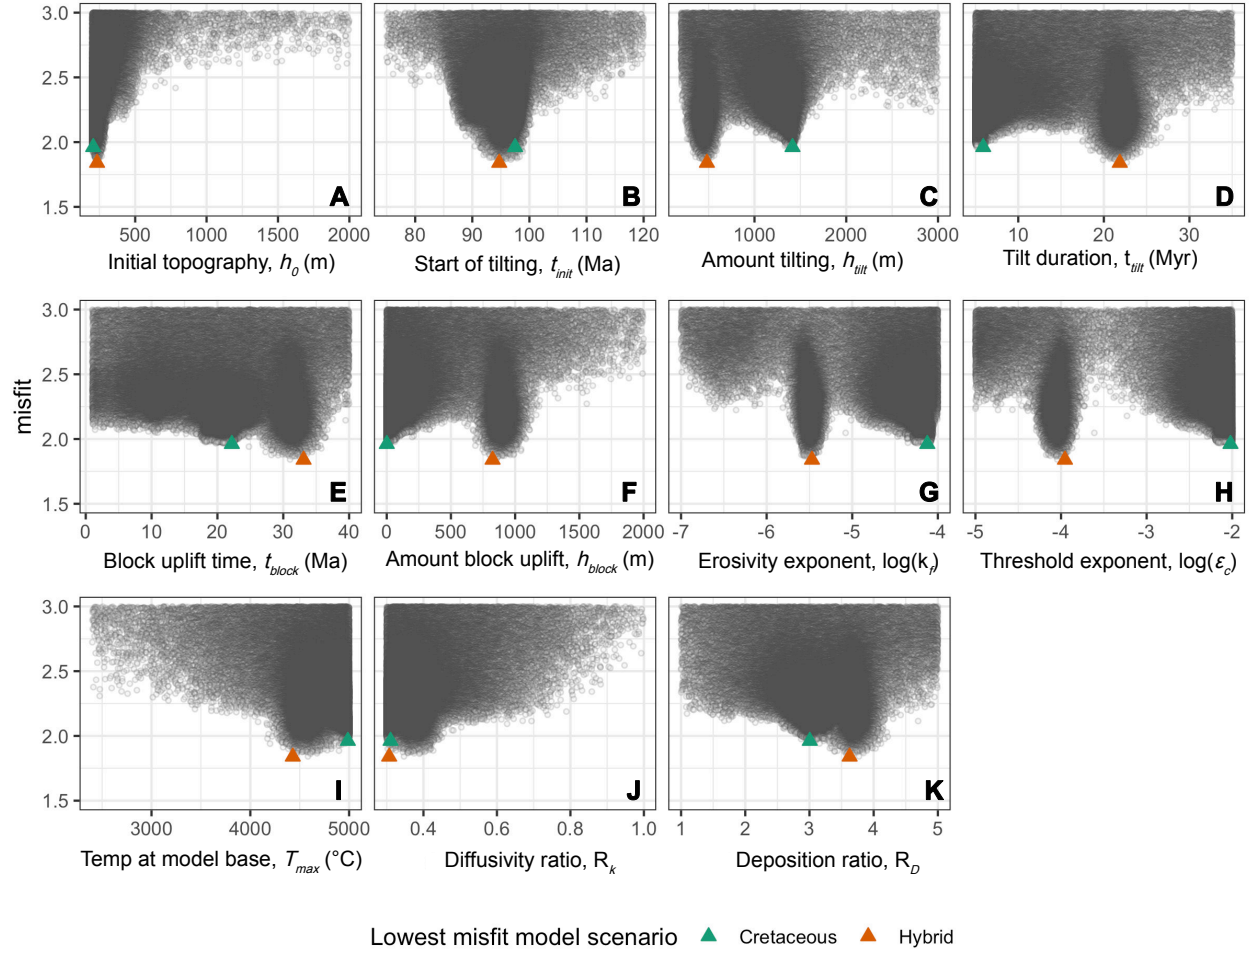 3.0
2.5
2.0
1.5
A
B
C
D
500 1000 1500 2000
80 90 100 110 120
1000 2000 3000
10 20 30
Initial topography, h0 (m)
Start of tilting, tinit (Ma)
Amount tilting, htilt (m)
Tilt duration, ttilt (Myr)
misfit
3.0
2.5
2.0
1.5
E
F
G
H
0 10 20 30 40
0 500 1000 1500 2000
-7 -6 -5 -4
-5 -4 -3 -2
Block uplift time, tblock (Ma)
Amount block uplift, hblock (m)
Erosivity exponent, log(kf)
Threshold exponent, log(εc)
3.0
2.5
2.0
1.5
I
J
K
3000 4000 5000
0.4 0.6 0.8 1.0
1 2 3 4 5
Temp at model base, Tmax (°C)
Diffusivity ratio, Rk
Deposition ratio, RD
Lowest misfit model scenario Cretaceous Hybrid